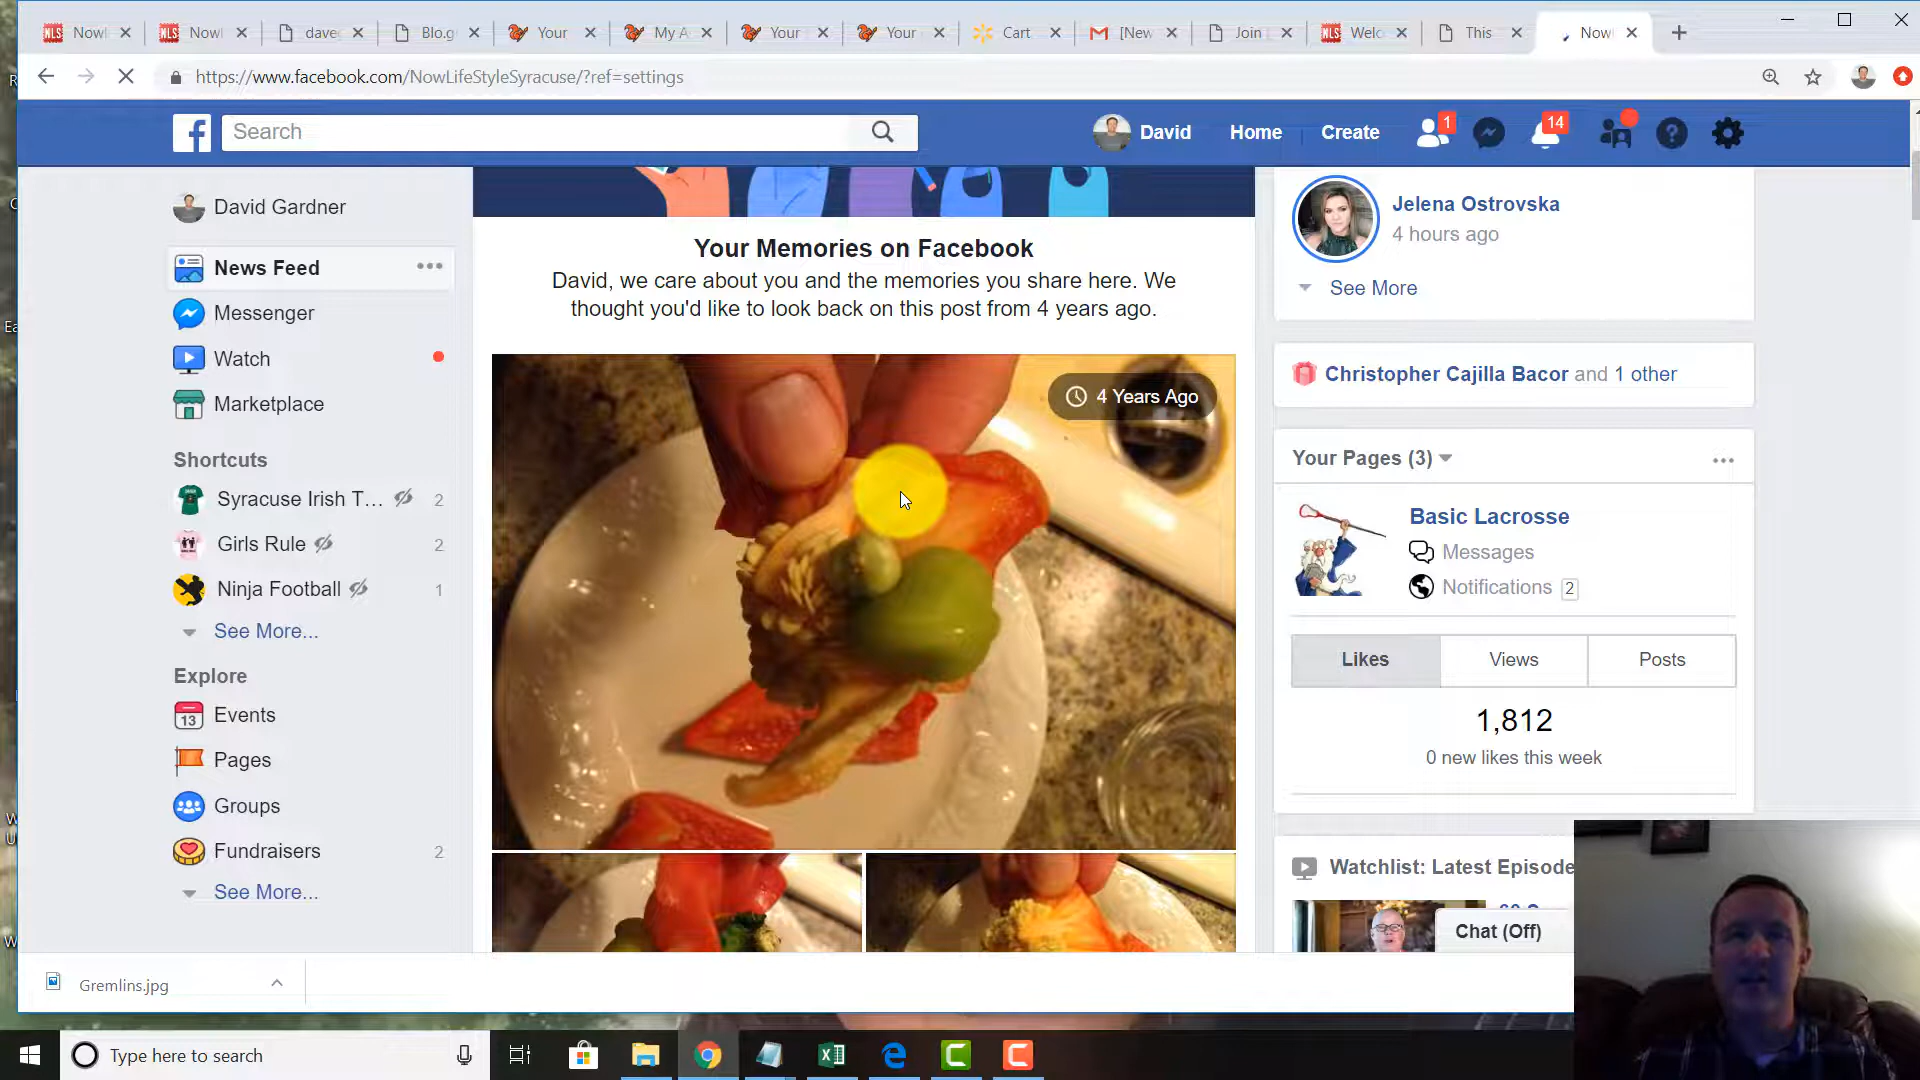 Nowl
Nowl
dave
Blo.g
Your
My A
Your
Your
Cart
[New
Join
Welc
This
Nowl
https://www.facebook.com/NowLifeStyleSyracuse/?ref=settings
Search
David
Home
Create
1
14
David Gardner
News Feed
Messenger
Watch
Marketplace
Shortcuts
Syracuse Irish T...
2
Girls Rule
2
Ninja Football
1
See More...
Explore
13
Events
Pages
Groups
Fundraisers
2
See More...
Your Memories on Facebook
David, we care about you and the memories you share here. We
thought you'd like to look back on this post from 4 years ago.
4 Years Ago
Jelena Ostrovska
4 hours ago
See More
Christopher Cajilla Bacor and 1 other
Your Pages (3)
Basic Lacrosse
Messages
Notifications 2
Likes
Views
Posts
1,812
0 new likes this week
Watchlist: Latest Episode
Chat (Off)
Gremlins.jpg
Type here to search